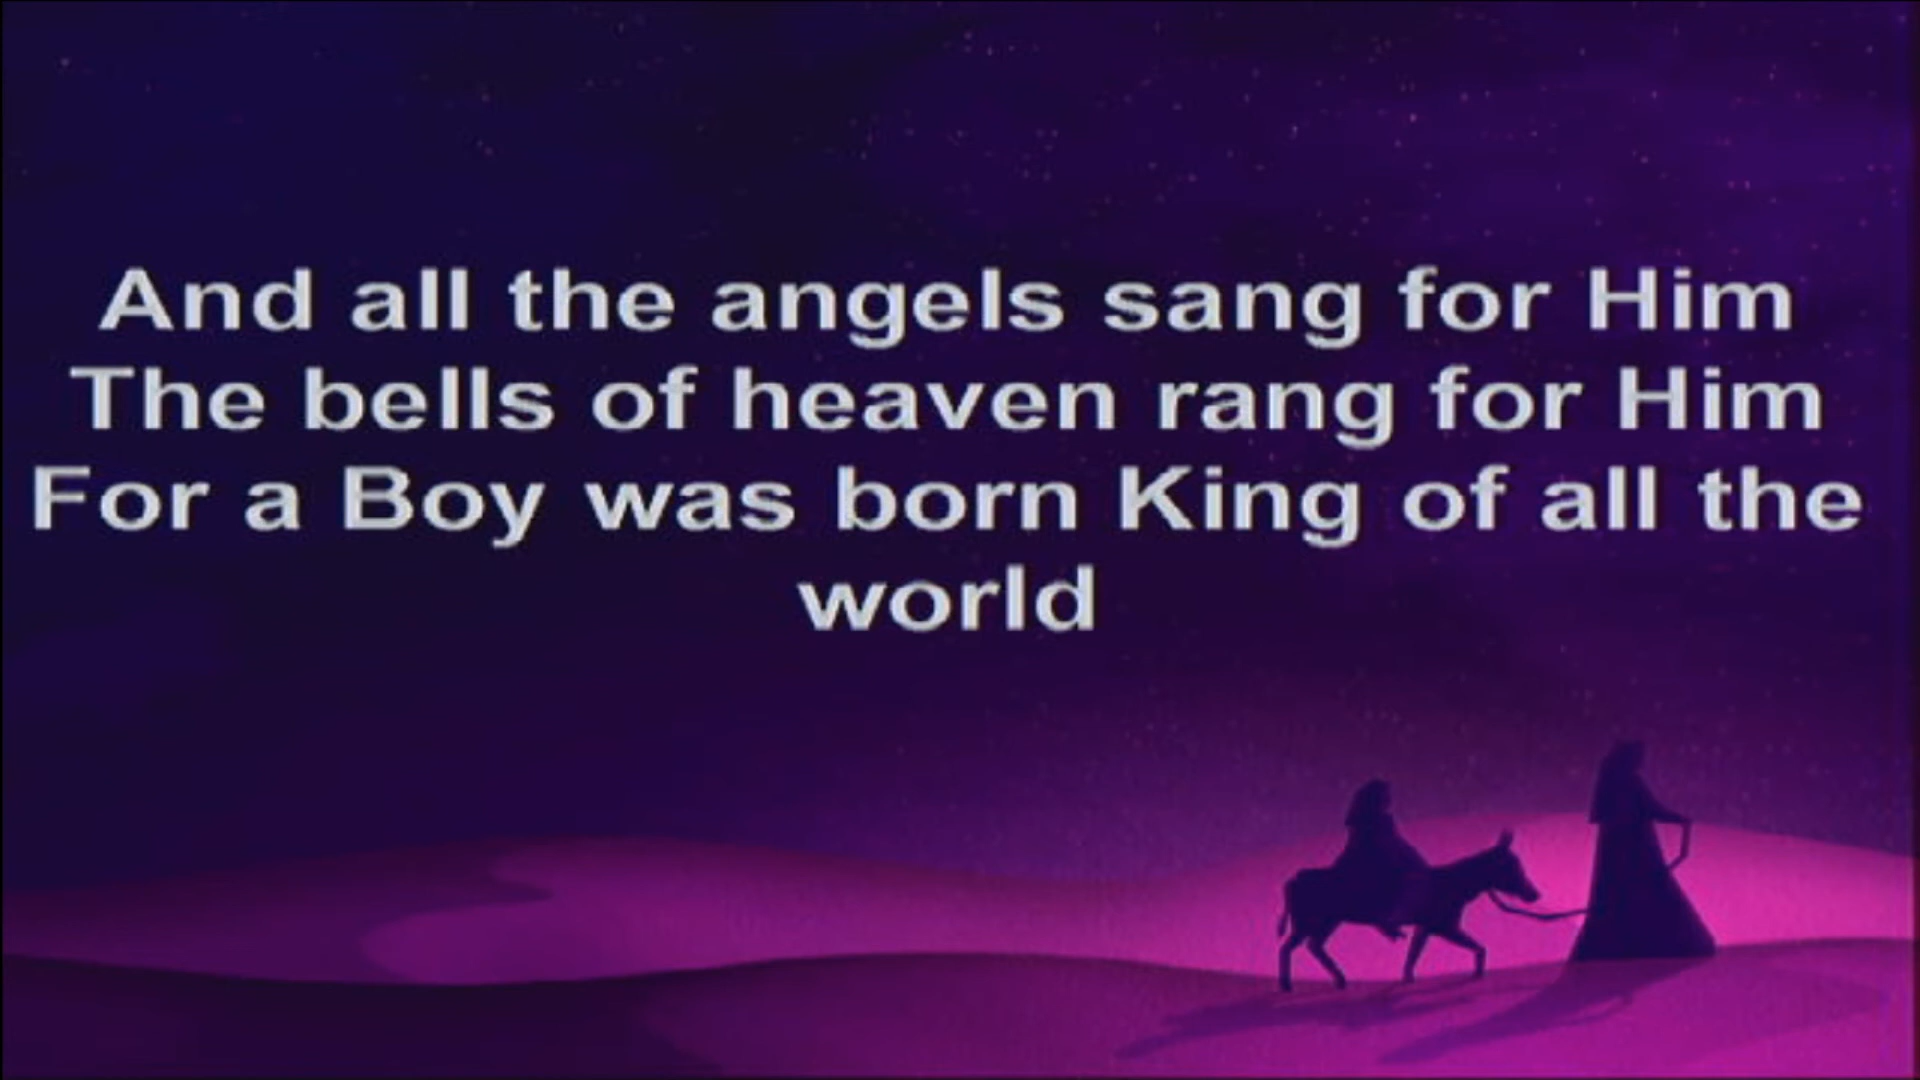 And all the angels sang for Him
The bells of heaven rang for Him
For a Boy was born King of all the
world